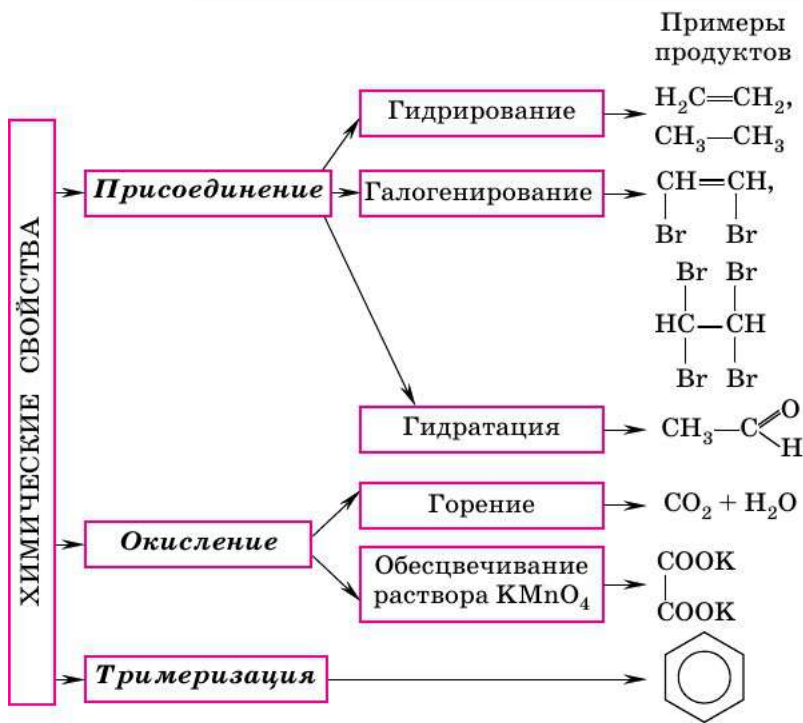 Примеры
продуктов
ХИМИЧЕСКИЕ СВОЙСТВА
Присоединение
Гидрирование
H₂C=CH₂,
CH₃—CH₃
Галогенирование
CH=CH,
Br Br
Br Br
HC—CH
Br Br
Гидратация
CH₃—C
O
H
Окисление
Горение
CO₂ + H₂O
Обесцвечивание
раствора KMnO₄
COOK
COOK
Тримеризация